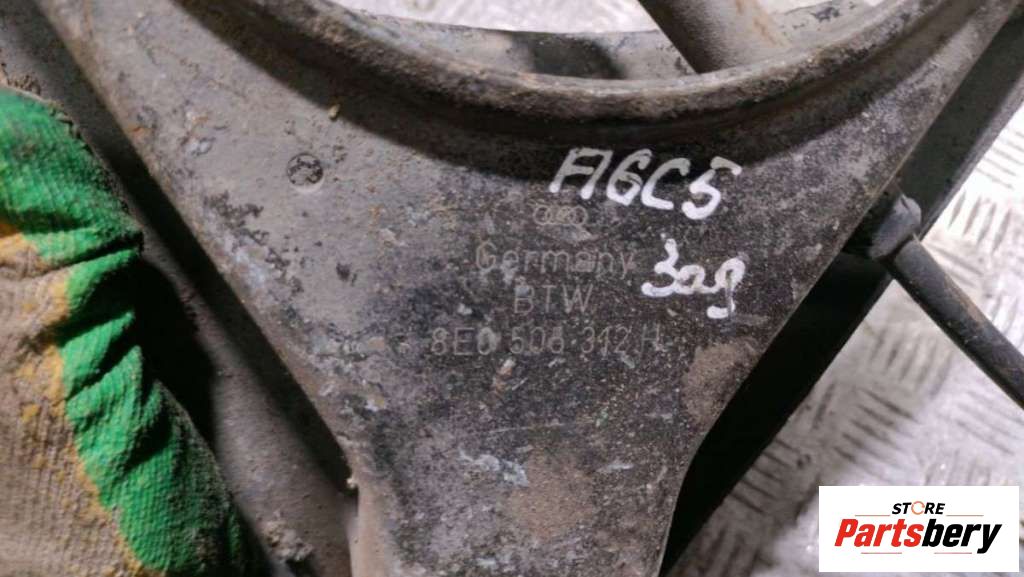 A6C5
Germany
зад
BTW
8E0 505 312 H
STORE
Partsbery